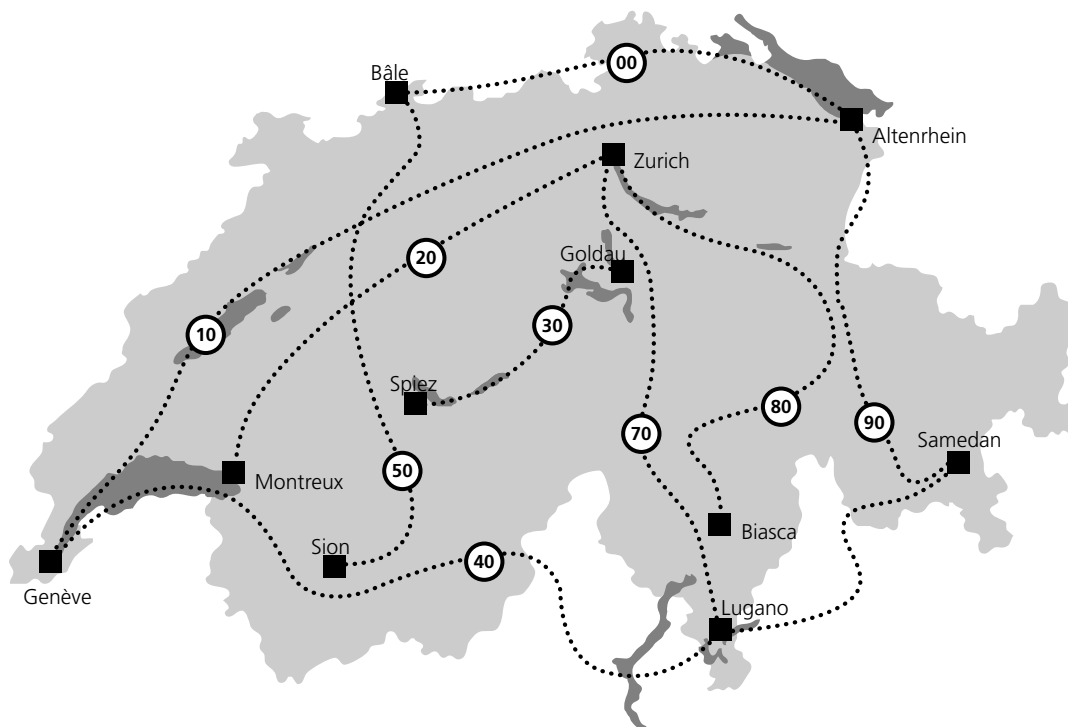 00
Bâle
Altenrhein
Zurich
20
Goldau
10
30
Spiez
80
70
90
Samedan
50
Montreux
Biasca
Sion
40
Genève
Lugano